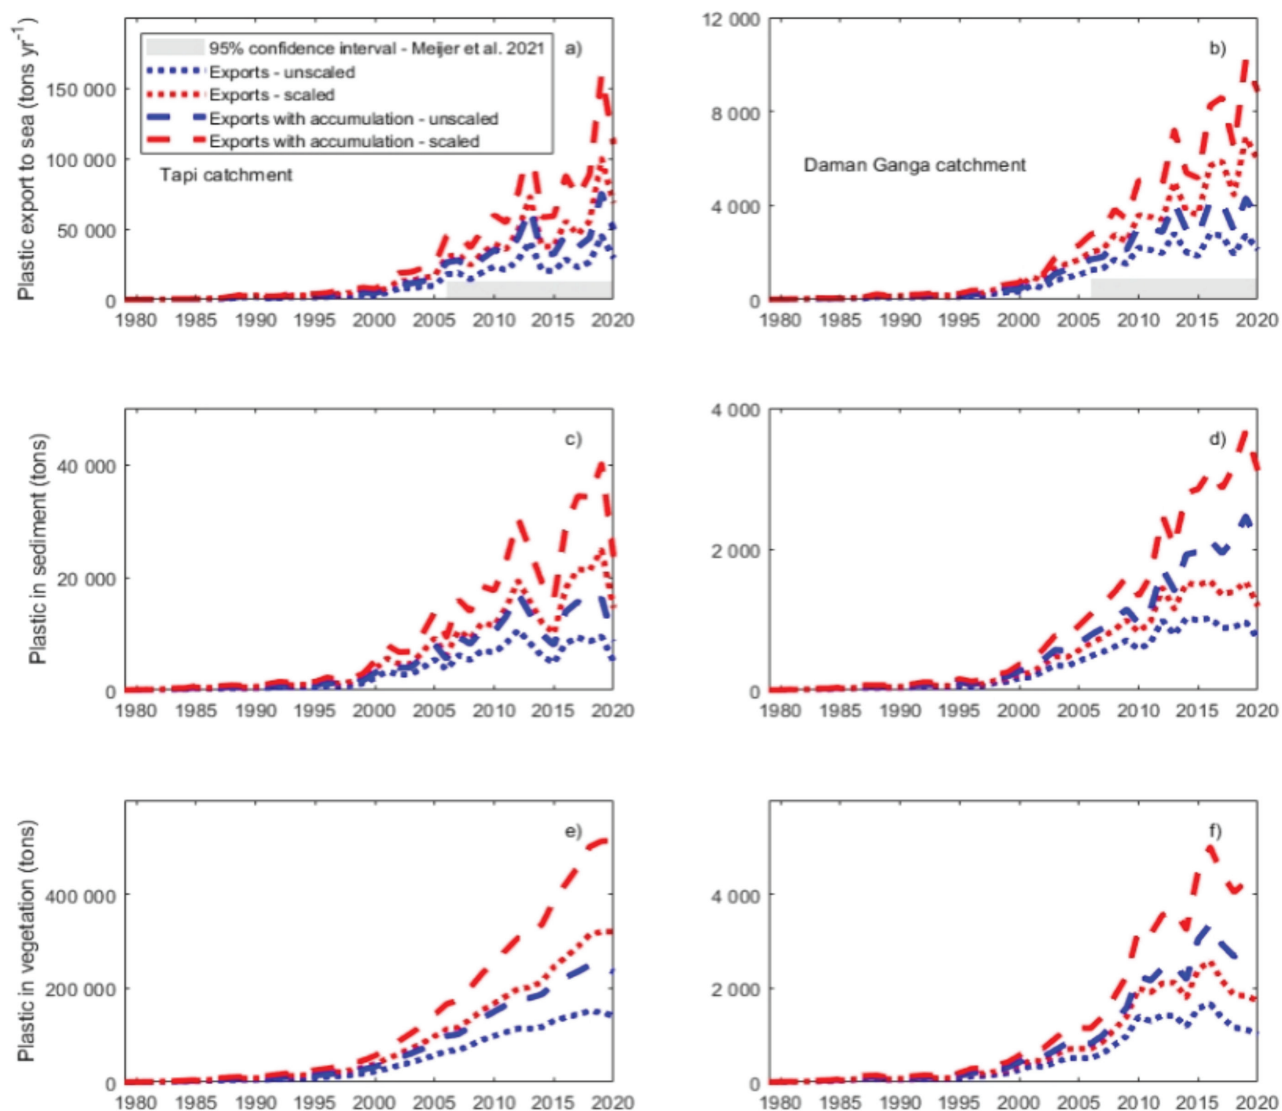 Plastic export to sea (tons yr-1)
150 000
100 000
50 000
0
95% confidence interval - Meijer et al. 2021
Exports - unscaled
Exports - scaled
Exports with accumulation - unscaled
Exports with accumulation - scaled
a)
Tapi catchment
1980 1985 1990 1995 2000 2005 2010 2015 2020
12 000
8 000
4 000
0
b)
Daman Ganga catchment
1980 1985 1990 1995 2000 2005 2010 2015 2020
Plastic in sediment (tons)
40 000
20 000
0
c)
1980 1985 1990 1995 2000 2005 2010 2015 2020
4 000
2 000
0
d)
1980 1985 1990 1995 2000 2005 2010 2015 2020
Plastic in vegetation (tons)
400 000
200 000
0
e)
1980 1985 1990 1995 2000 2005 2010 2015 2020
4 000
2 000
0
f)
1980 1985 1990 1995 2000 2005 2010 2015 2020